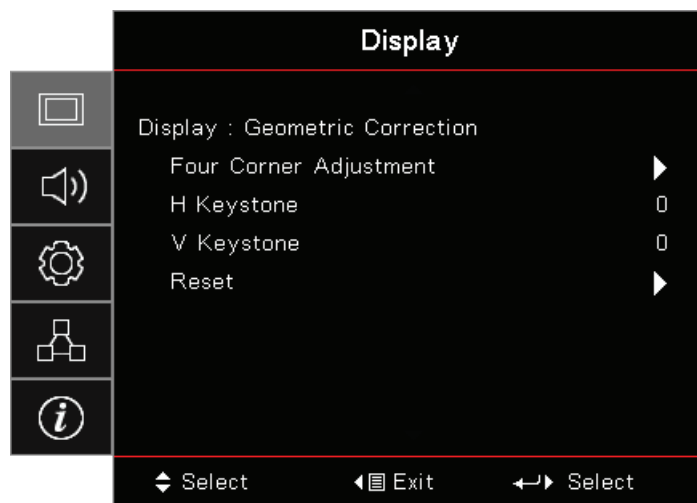 Display
Display : Geometric Correction
Four Corner Adjustment
H Keystone 0
V Keystone 0
Reset
i
Select Exit Select